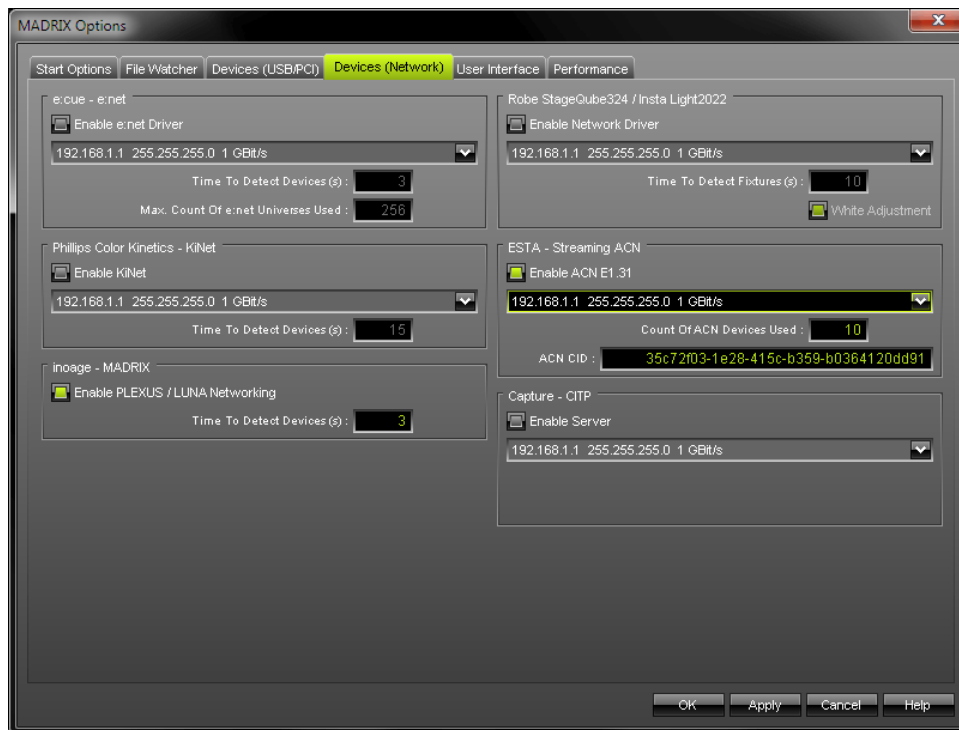 MADRIX Options
Start Options File Watcher Devices (USB/PCI) Devices (Network) User Interface Performance
e:cue - e:net
Enable e:net Driver
192.168.1.1 255.255.255.0 1 GBit/s
Time To Detect Devices (s) : 3
Max. Count Of e:net Universes Used : 256
Phillips Color Kinetics - KiNet
Enable KiNet
192.168.1.1 255.255.255.0 1 GBit/s
Time To Detect Devices (s) : 15
inoage - MADRIX
Enable PLEXUS / LUNA Networking
Time To Detect Devices (s) : 3
Robe StageQube324 / Insta Light2022
Enable Network Driver
192.168.1.1 255.255.255.0 1 GBit/s
Time To Detect Fixtures (s) : 10
White Adjustment
ESTA - Streaming ACN
Enable ACN E1.31
192.168.1.1 255.255.255.0 1 GBit/s
Count Of ACN Devices Used : 10
ACN CID : 35c72f03-1e28-415c-b359-b0364120dd91
Capture - CITP
Enable Server
192.168.1.1 255.255.255.0 1 GBit/s
OK Apply Cancel Help